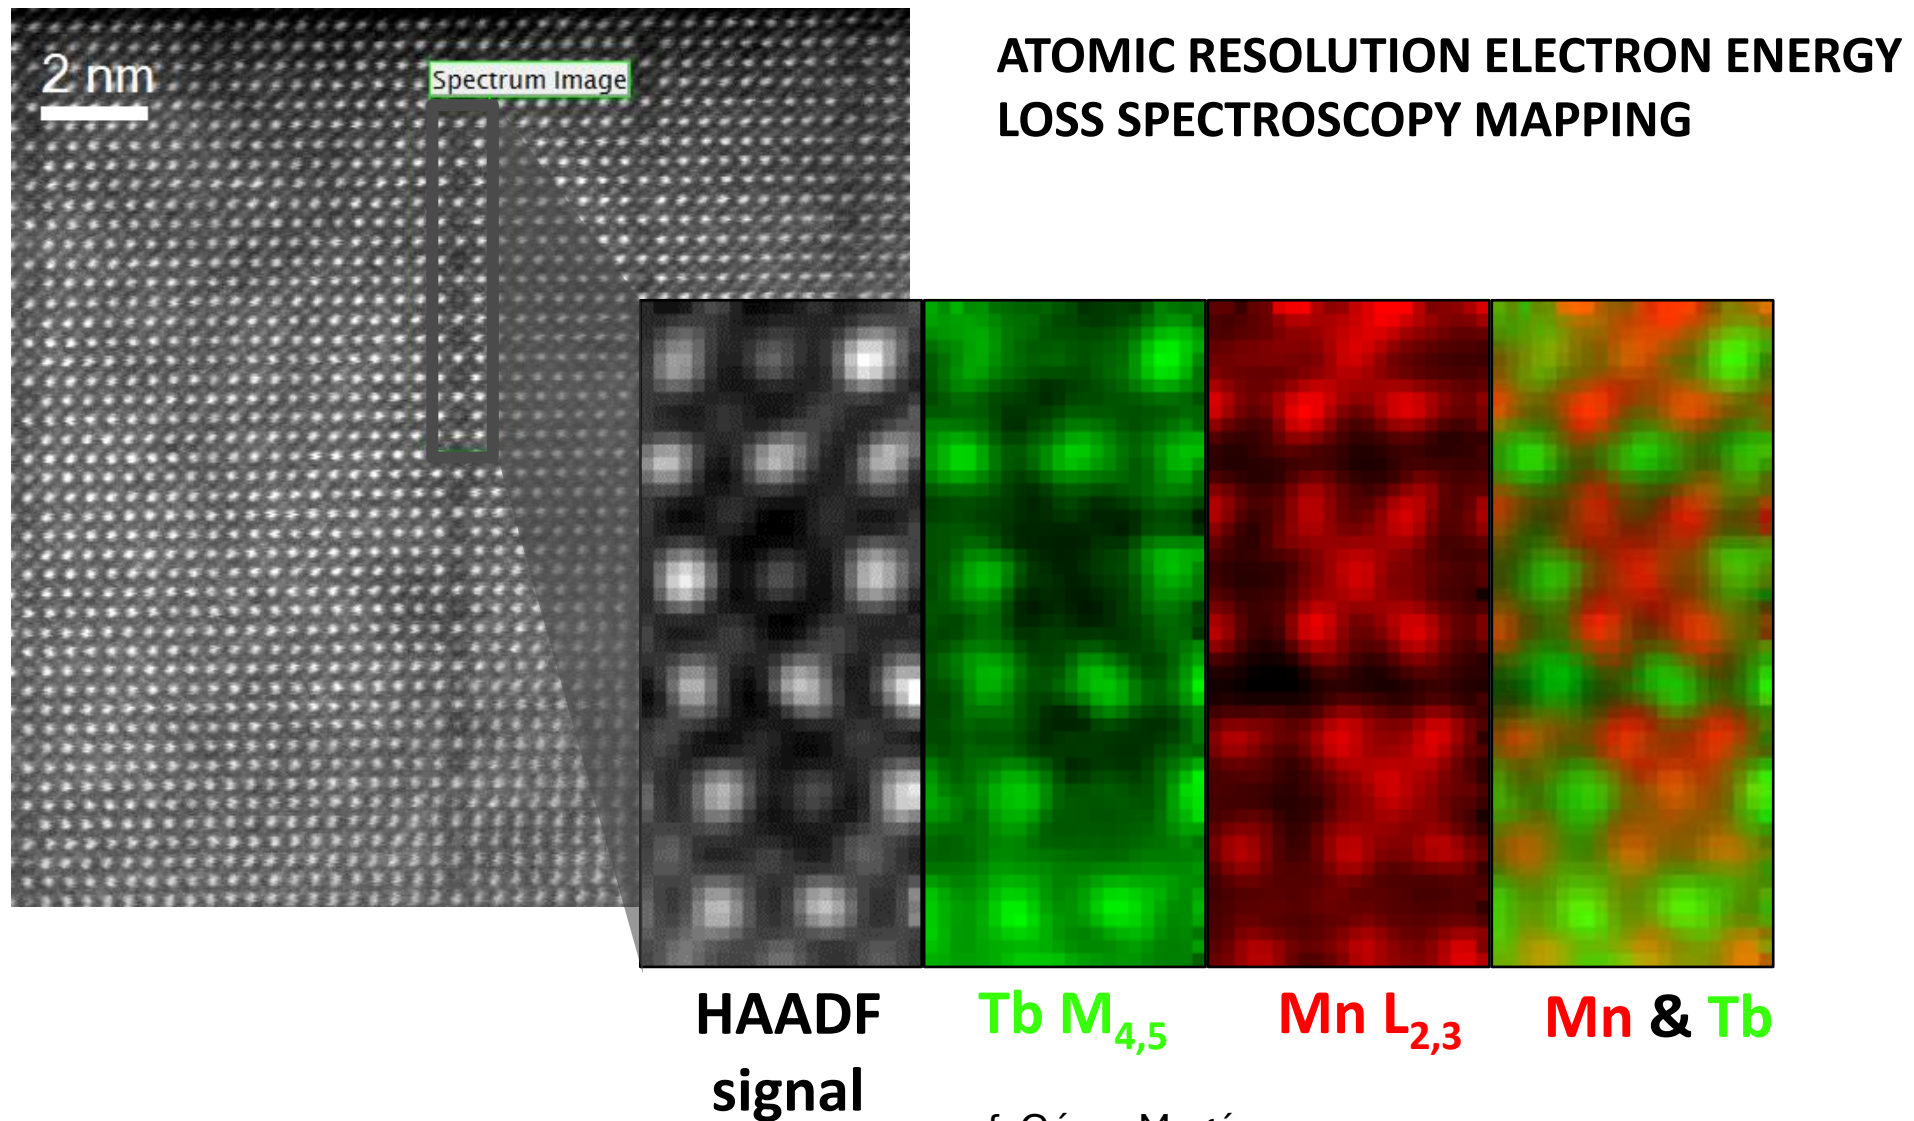 2 nm
Spectrum Image
ATOMIC RESOLUTION ELECTRON ENERGY
LOSS SPECTROSCOPY MAPPING
HAADF
signal
Tb M4,5
Mn L2,3
Mn & Tb